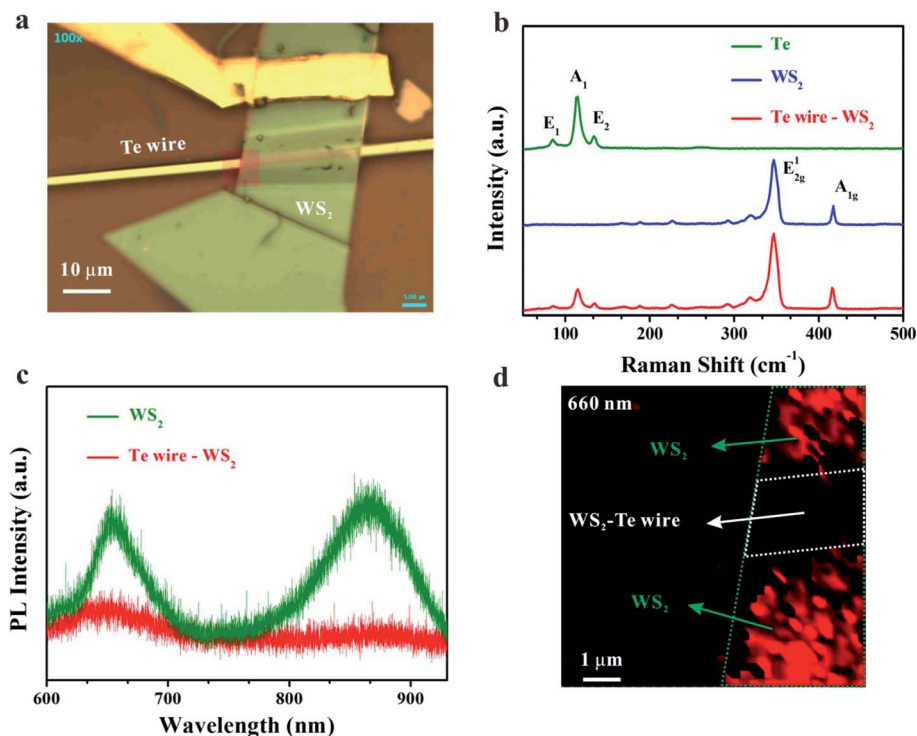 a
100x
Te wire
WS₂
10 μm
5.00 μm
b
Te
WS₂
Te wire - WS₂
E₁
A₁
E₂
E¹₂g
A₁g
Intensity (a.u.)
100
200
300
400
500
Raman Shift (cm⁻¹)
c
WS₂
Te wire - WS₂
PL Intensity (a.u.)
600
700
800
900
Wavelength (nm)
d
660 nm
WS₂
WS₂-Te wire
WS₂
1 μm